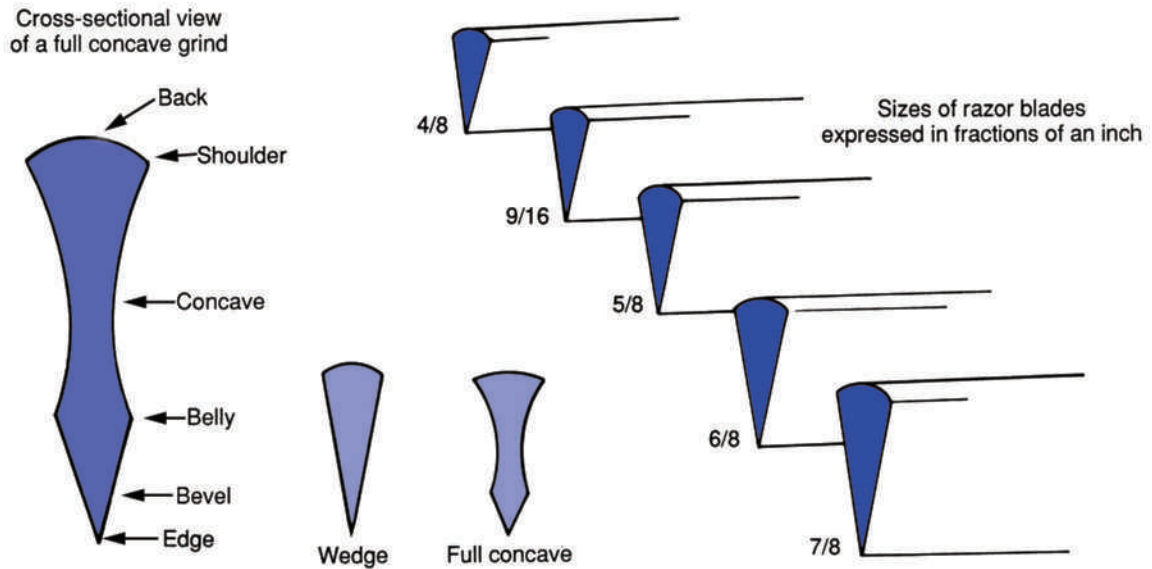 Cross-sectional view
of a full concave grind
Back
Shoulder
Concave
Belly
Bevel
Edge
Wedge
Full concave
4/8
9/16
5/8
6/8
7/8
Sizes of razor blades
expressed in fractions of an inch